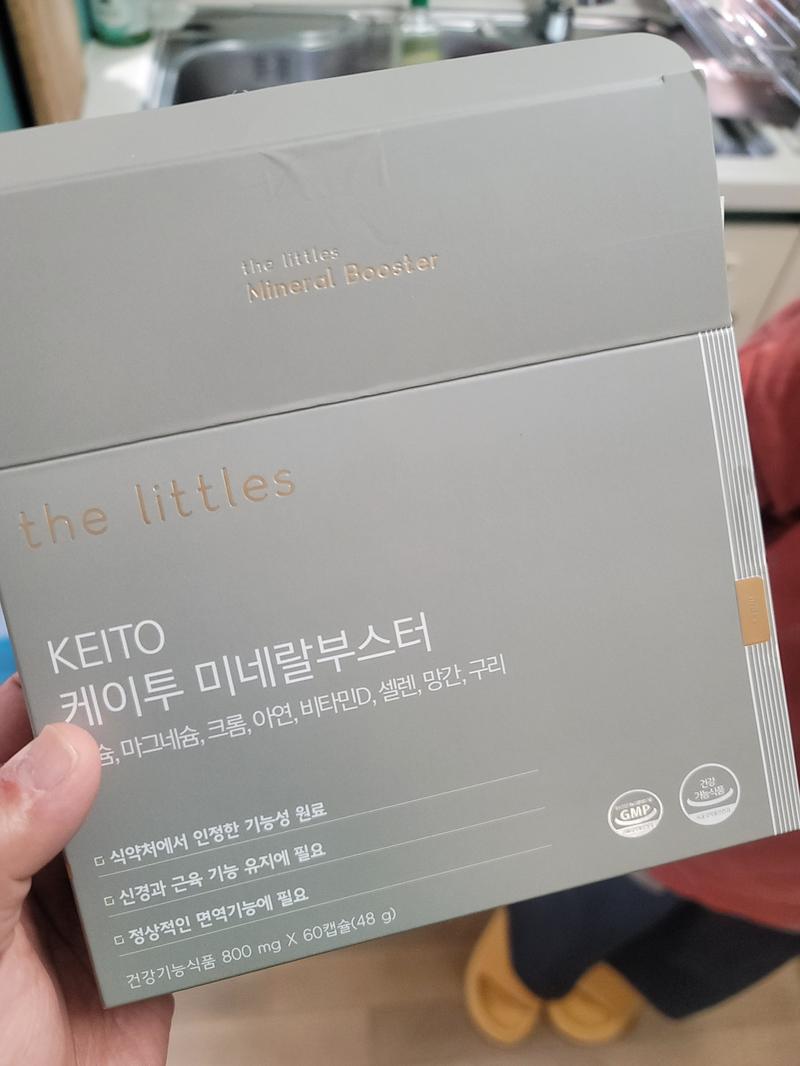 the littles
Mineral Booster
the littles
KEITO
케이투 미네랄부스터
슘, 마그네슘, 크롬, 아연, 비타민D, 셀렌, 망간, 구리
식약처에서 인정한 기능성 원료
신경과 근육 기능 유지에 필요
정상적인 면역기능에 필요
건강기능식품 800 mg X 60캡슐(48 g)
GMP
건강
기능식품